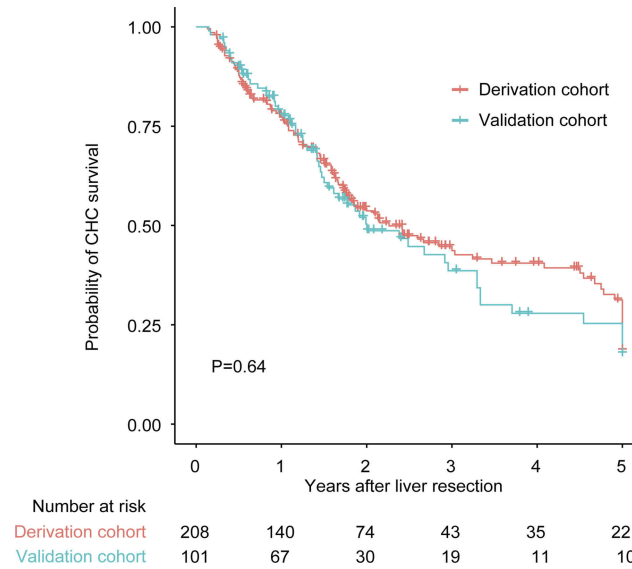 1.00
0.75
0.50
0.25
0.00
Probability of CHC survival
Derivation cohort
Validation cohort
P=0.64
0 1 2 3 4 5
Years after liver resection
Number at risk
Derivation cohort 208 140 74 43 35 22
Validation cohort 101 67 30 19 11 10